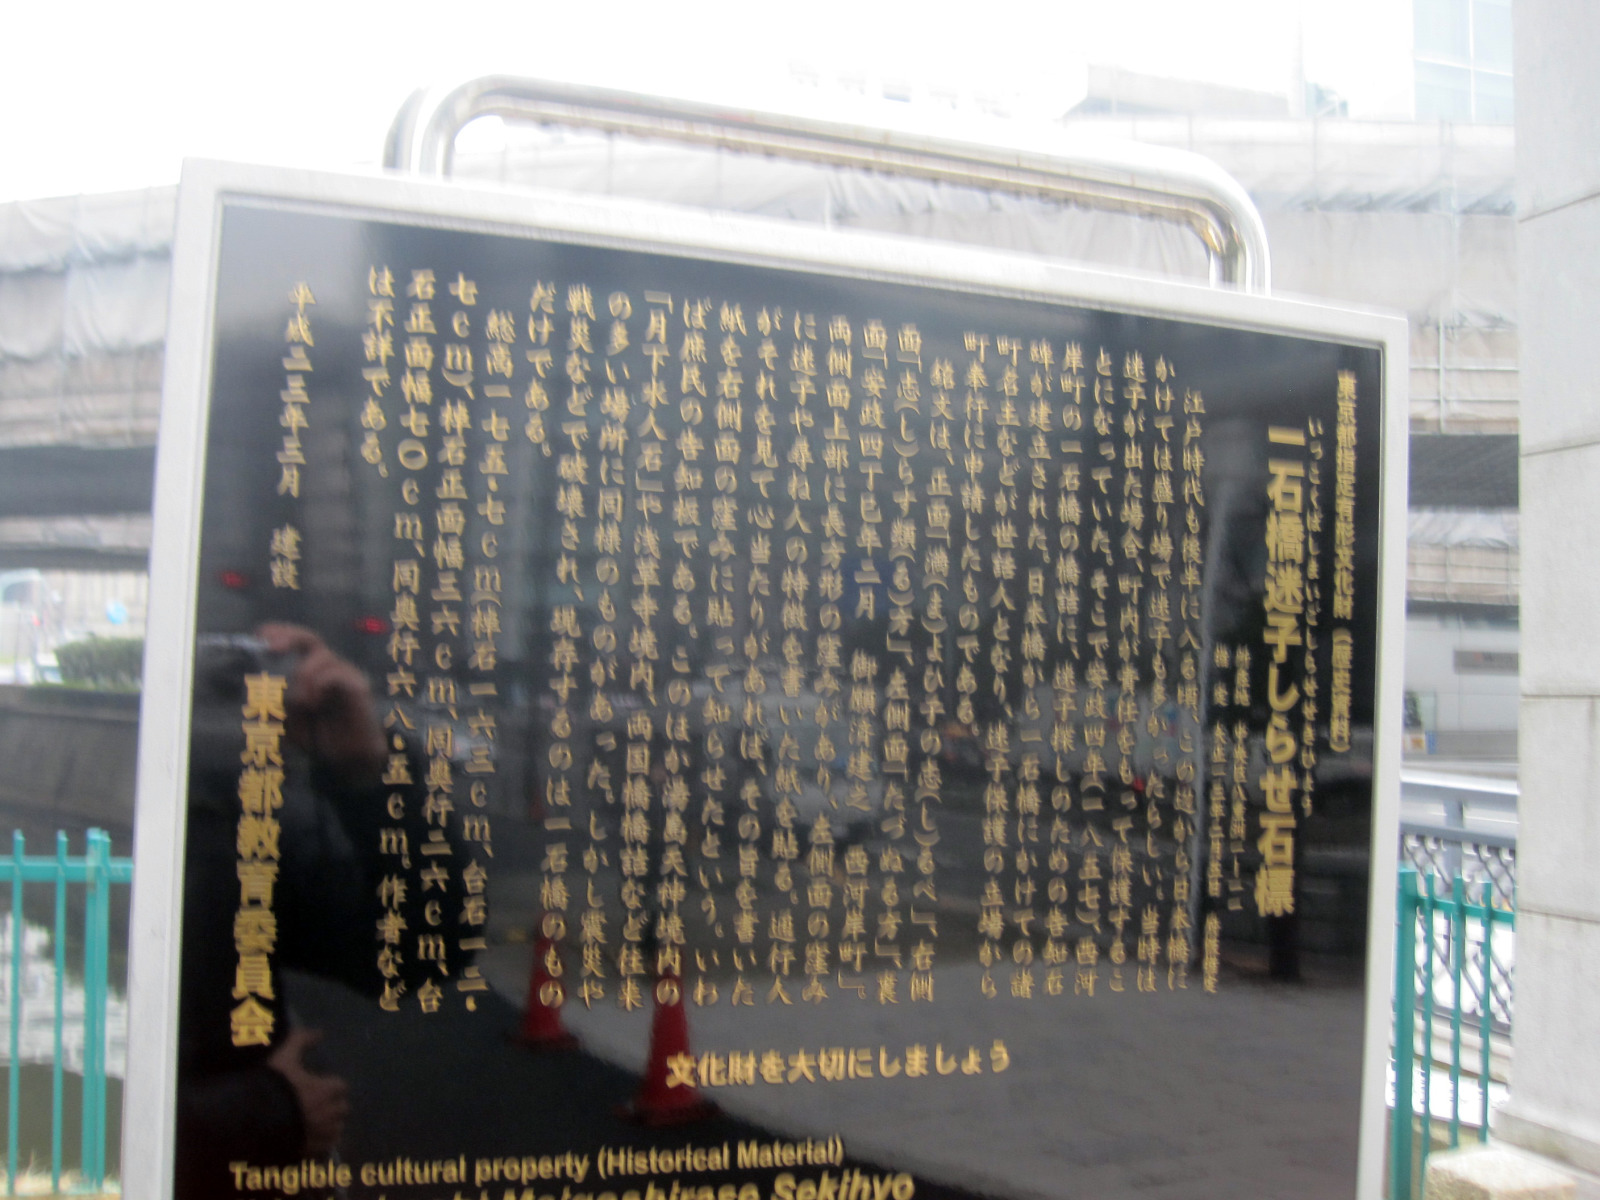 東京都指定有形文化財（歴史資料）
いっこくばしまいごしらせせきひょう
一石橋迷子しらせ石標
江戸時代も後半に入る頃、この辺から日本橋に
かけては盛り場で迷子も多かったらしい。当時は
迷子が出た場合、町内が責任をもって保護するこ
とになっていた。そこで安政四年（一八五七）、西河
岸町の一石橋の橋詰に、迷子探しのための告知石
碑が建立された。日本橋から一石橋にかけての諸
町名主などが世話人となり、迷子保護の立場から
町奉行に申請したものである。
銘文は、正面「満（ま）よひ子の志（し）るべ」、右側
面「志（し）らす類（る）方」、左側面「たづぬる方」、裏
面「安政四丁巳年二月　御願済建之　西河岸町」。
両側面上部に長方形の窪みがあり、左側面の窪み
に迷子や尋ね人の特徴を書いた紙を貼る。通行人
がそれを見て心当たりがあれば、その旨を書いた
紙を右側面の窪みに貼って知らせたという。いわ
ば庶民の告知板である。このほか湯島天神境内の
「月下氷人石」や浅草寺境内、両国橋橋詰など往来
の多い場所に同様のものがあった。しかし震災や
戦災などで破壊され、現存するのは一石橋のもの
だけである。
総高一七五・七cm（棹石一六三cm、台石一二・
七cm）、棹石正面幅三六cm、同奥行二六cm、台
石正面幅七〇cm、同奥行六八・五cm。作者など
は不詳である。
平成二三年三月　建設
東京都教育委員会
文化財を大切にしましょう
Tangible cultural property (Historical Material)
Maigoshirase Sekihyo